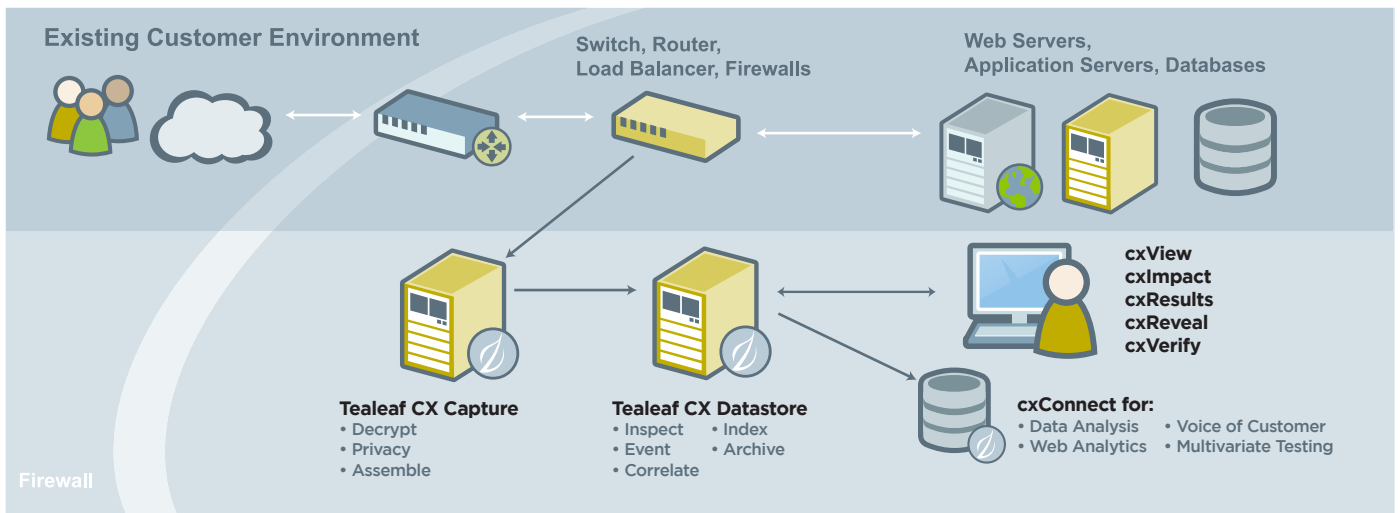 Existing Customer Environment
Switch, Router,
Load Balancer, Firewalls
Web Servers,
Application Servers, Databases
cxView
cxImpact
cxResults
cxReveal
cxVerify
Tealeaf CX Capture
• Decrypt
• Privacy
• Assemble
Tealeaf CX Datastore
• Inspect • Index
• Event • Archive
• Correlate
cxConnect for:
• Data Analysis • Voice of Customer
• Web Analytics • Multivariate Testing
Firewall